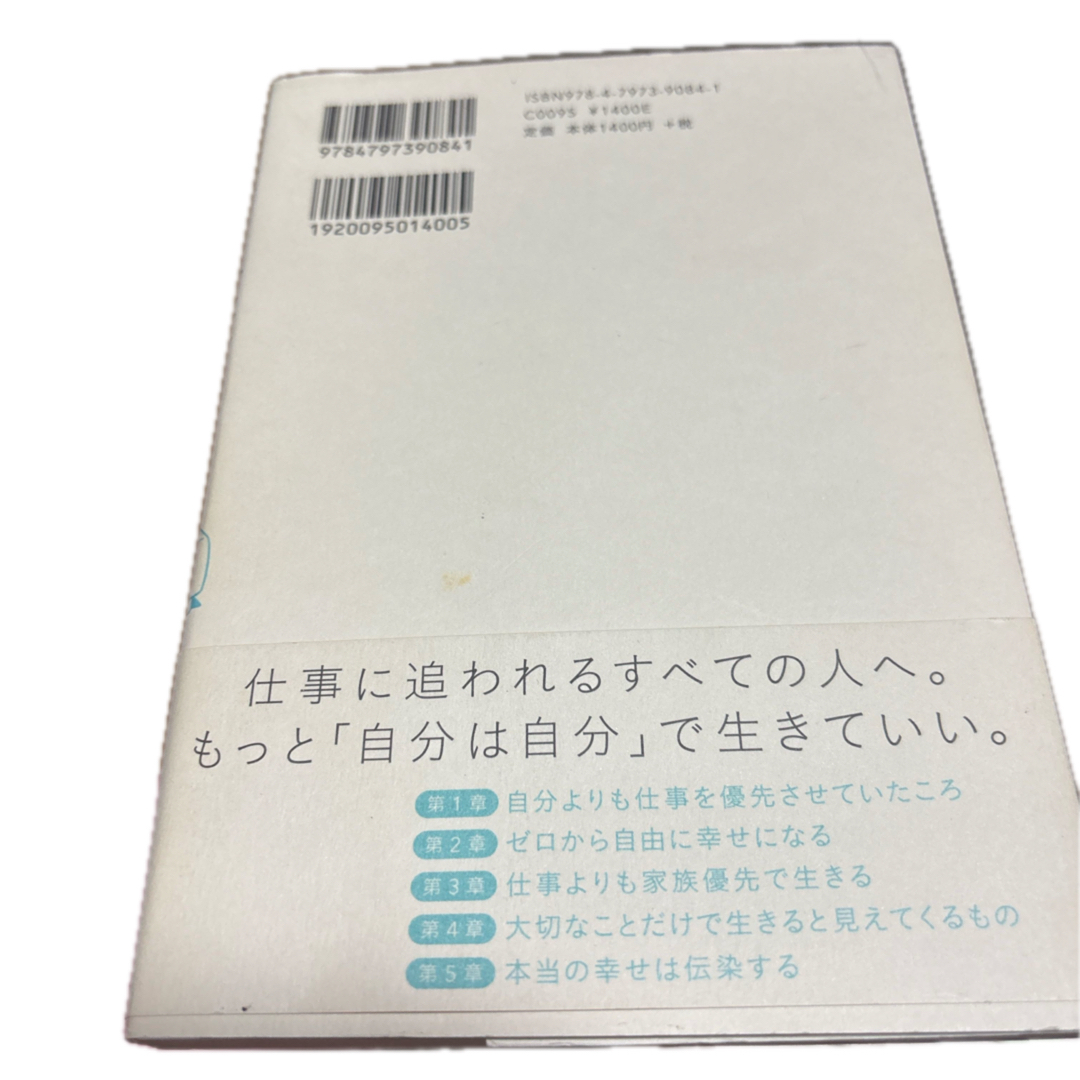 ISBN978-4-7973-9084-1
C0095 ¥1400E
定価 本体1400円 +税
9784797390841
1920095014005
仕事に追われるすべての人へ。
もっと「自分は自分」で生きていい。
第1章 自分よりも仕事を優先させていたころ
第2章 ゼロから自由に幸せになる
第3章 仕事よりも家族優先で生きる
第4章 大切なことだけで生きると見えてくるもの
第5章 本当の幸せは伝染する